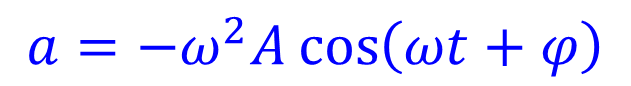 a = −ω²A cos(ωt + φ)